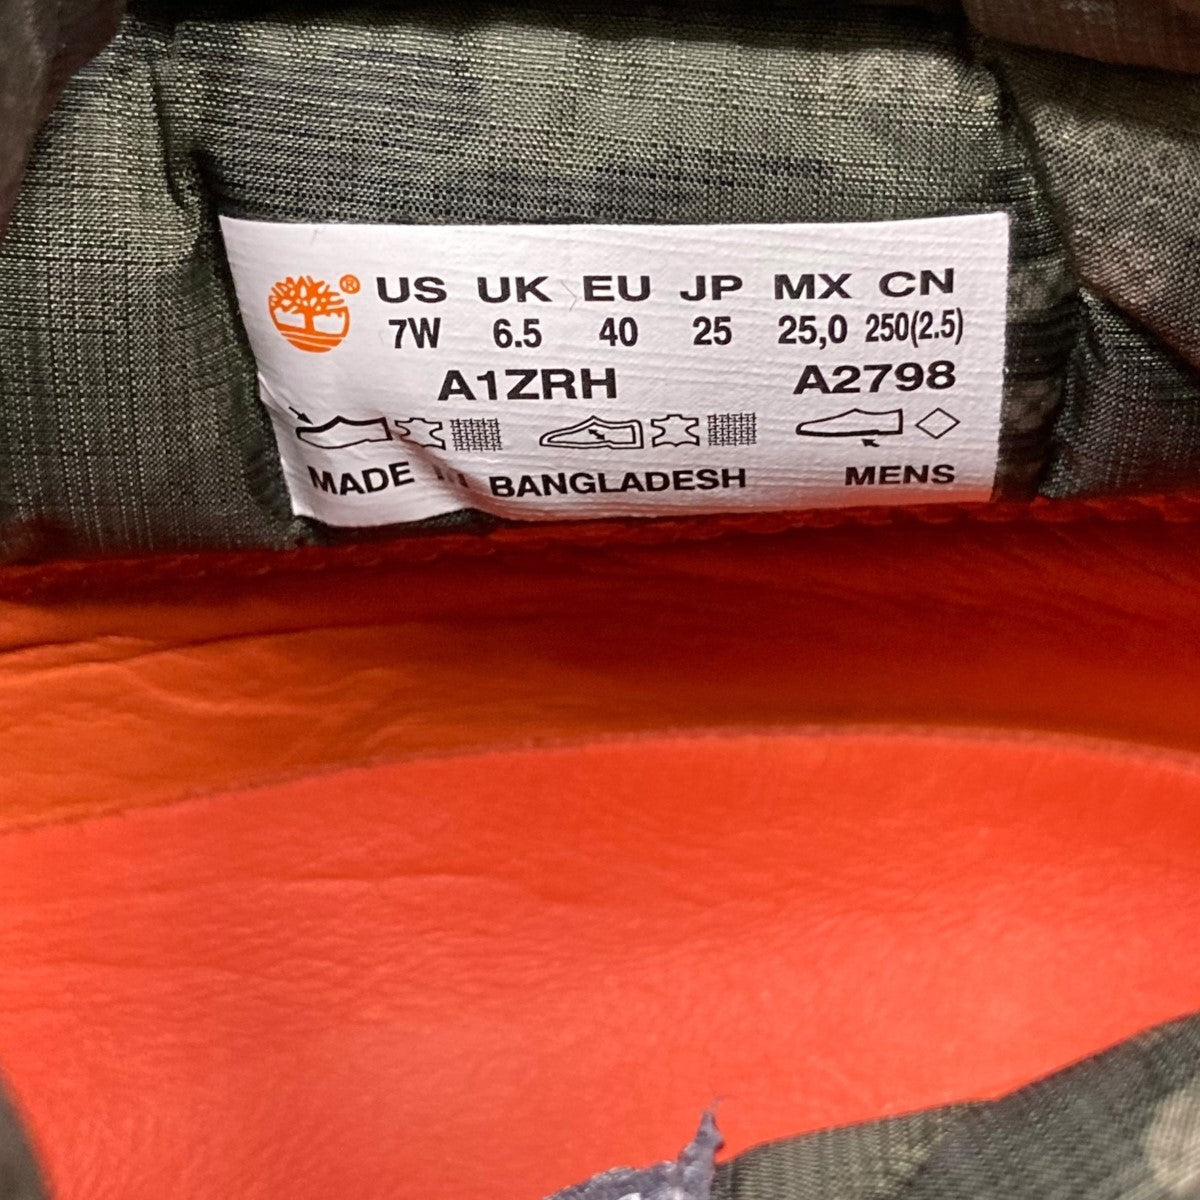 ® US UK EU JP MX CN
7W 6.5 40 25 25,0 250(2.5)
A1ZRH A2798
MADE BANGLADESH MENS